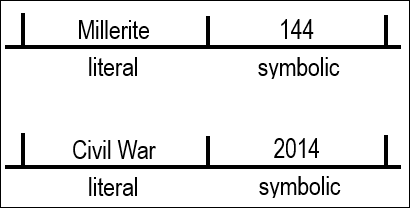 Millerite 144
literal symbolic
Civil War 2014
literal symbolic